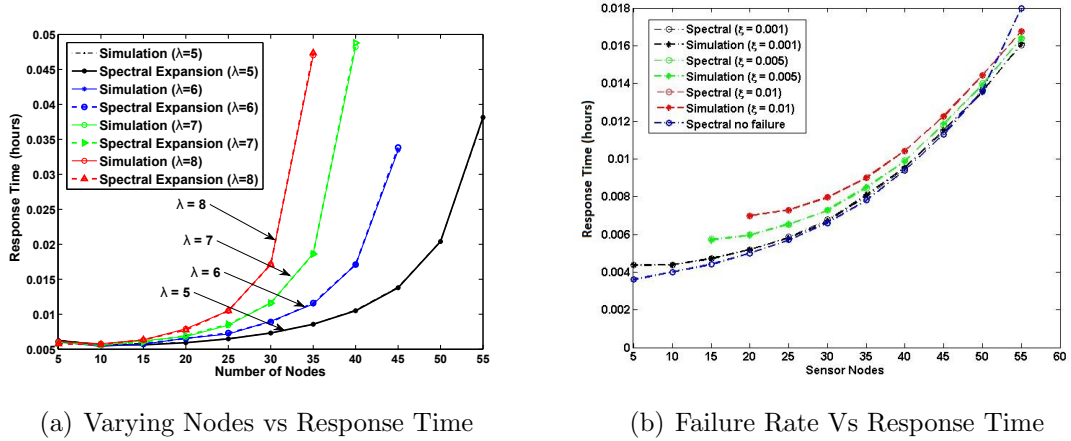 0.05
0.045
0.04
0.035
0.03
0.025
0.02
0.015
0.01
0.005
Response Time (hours)
Simulation (λ=5)
Spectral Expansion (λ=5)
Simulation (λ=6)
Spectral Expansion (λ=6)
Simulation (λ=7)
Spectral Expansion (λ=7)
Simulation (λ=8)
Spectral Expansion (λ=8)
λ = 8
λ = 7
λ = 6
λ = 5
5 10 15 20 25 30 35 40 45 50 55
Number of Nodes
(a) Varying Nodes vs Response Time
0.018
0.016
0.014
0.012
0.01
0.008
0.006
0.004
0.002
0
Response Time (hours)
Spectral (ξ = 0.001)
Simulation (ξ = 0.001)
Spectral (ξ = 0.005)
Simulation (ξ = 0.005)
Spectral (ξ = 0.01)
Simulation (ξ = 0.01)
Spectral no failure
5 10 15 20 25 30 35 40 45 50 55 60
Sensor Nodes
(b) Failure Rate Vs Response Time